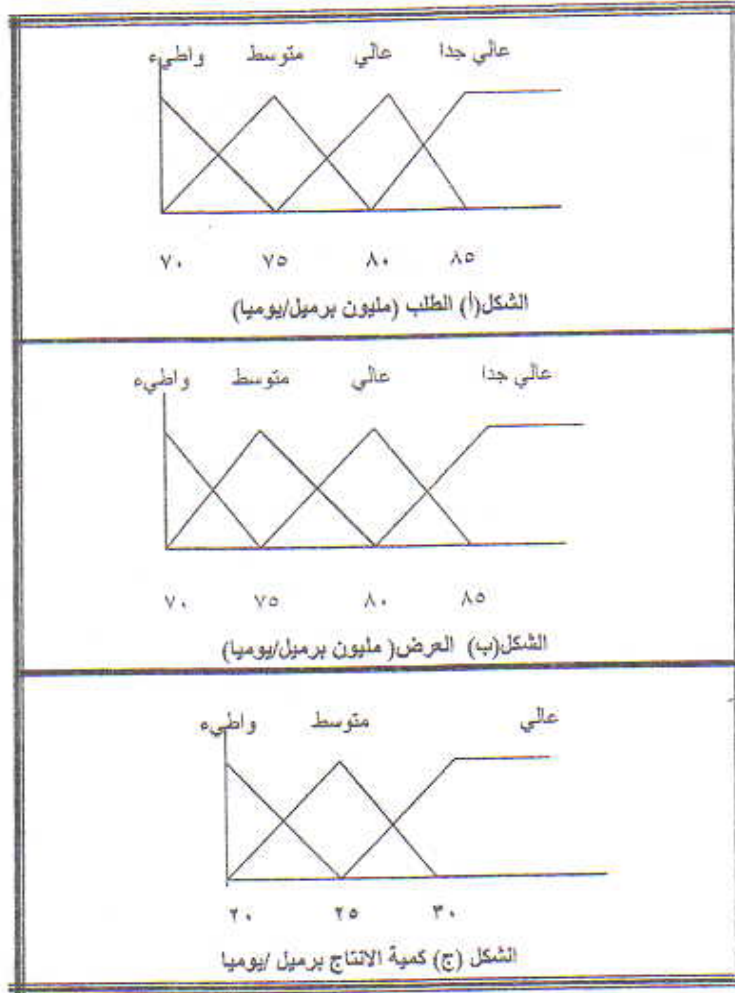 واطيء متوسط عالي عالي جدا
٧٠ ٧٥ ٨٠ ٨٥
الشكل(أ) الطلب (مليون برميل/يوميا)
واطيء متوسط عالي عالي جدا
٧٠ ٧٥ ٨٠ ٨٥
الشكل(ب) العرض( مليون برميل/يوميا)
واطيء متوسط عالي
٢٠ ٢٥ ٣٠
الشكل (ج) كمية الانتاج برميل /يوميا